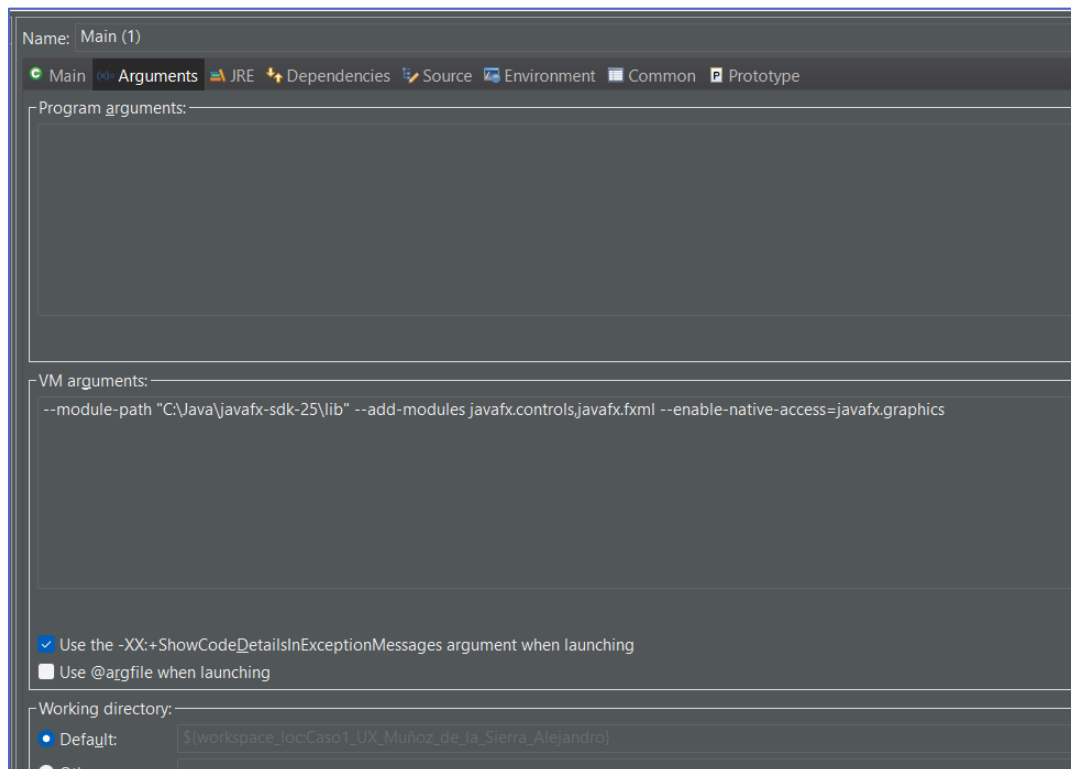 Name: Main (1)
Main (x)= Arguments JRE Dependencies Source Environment Common P Prototype
Program arguments:
VM arguments:
--module-path "C:\Java\javafx-sdk-25\lib" --add-modules javafx.controls,javafx.fxml --enable-native-access=javafx.graphics
Use the -XX:+ShowCodeDetailsInExceptionMessages argument when launching
Use @argfile when launching
Working directory:
Default: ${workspace_loc:Caso1_UX_Muñoz_de_la_Sierra_Alejandro}